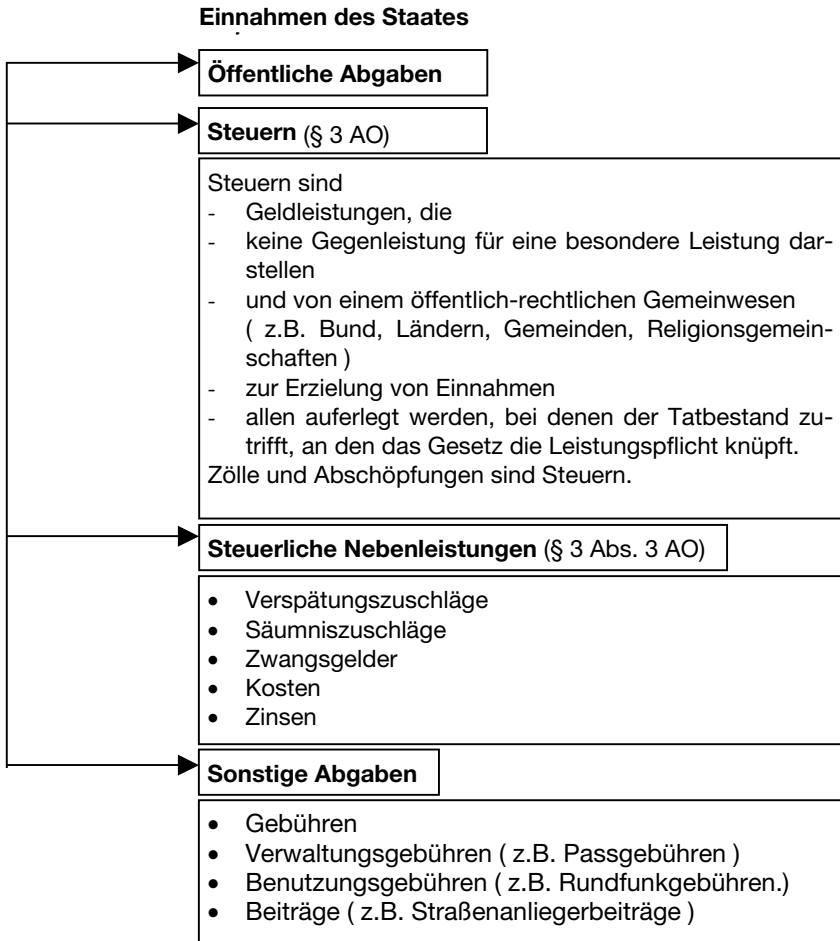 Einnahmen des Staates
Öffentliche Abgaben
Steuern (§ 3 AO)
Steuern sind
- Geldleistungen, die
- keine Gegenleistung für eine besondere Leistung dar-
stellen
- und von einem öffentlich-rechtlichen Gemeinwesen
( z.B. Bund, Ländern, Gemeinden, Religionsgemein-
schaften )
- zur Erzielung von Einnahmen
- allen auferlegt werden, bei denen der Tatbestand zu-
trifft, an den das Gesetz die Leistungspflicht knüpft.
Zölle und Abschöpfungen sind Steuern.
Steuerliche Nebenleistungen (§ 3 Abs. 3 AO)
• Verspätungszuschläge
• Säumniszuschläge
• Zwangsgelder
• Kosten
• Zinsen
Sonstige Abgaben
• Gebühren
• Verwaltungsgebühren ( z.B. Passgebühren )
• Benutzungsgebühren ( z.B. Rundfunkgebühren.)
• Beiträge ( z.B. Straßenanliegerbeiträge )